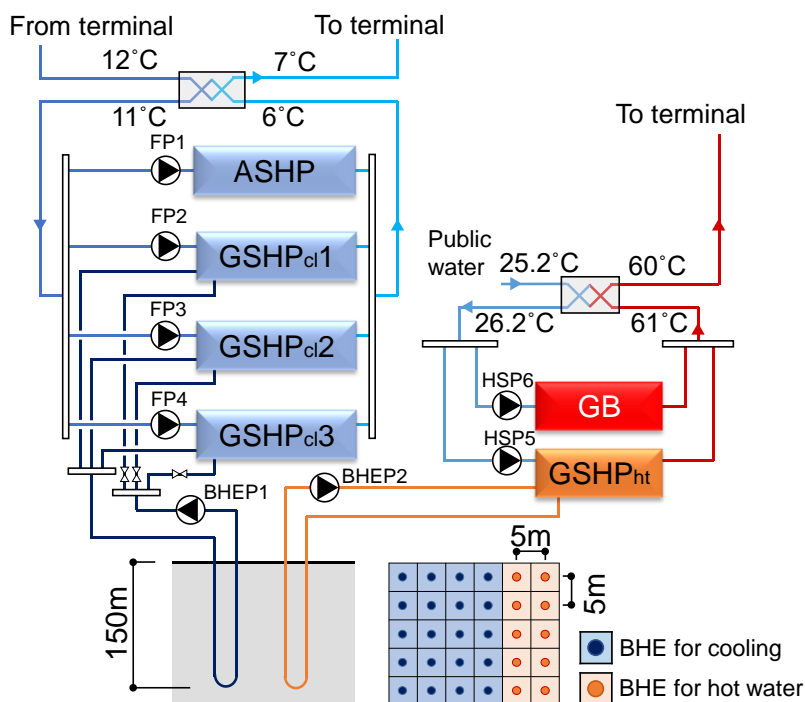 From terminal
To terminal
12˚C
7˚C
11˚C
6˚C
To terminal
FP1
ASHP
FP2
GSHPcl1
Public
water
25.2˚C
60˚C
FP3
26.2˚C
61˚C
GSHPcl2
HSP6
GB
FP4
GSHPcl3
HSP5
GSHPht
BHEP1
BHEP2
5m
5m
150m
BHE for cooling
BHE for hot water